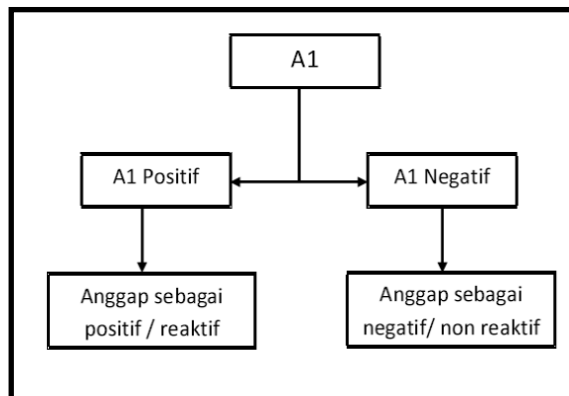 A1
A1 Positif
A1 Negatif
Anggap sebagai
positif / reaktif
Anggap sebagai
negatif/ non reaktif